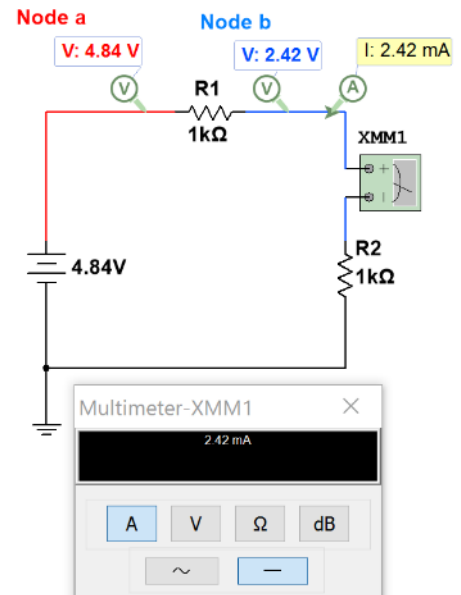 Node a
Node b
V: 4.84 V
V: 2.42 V
I: 2.42 mA
V
V
A
R1
1kΩ
XMM1
+
R2
1kΩ
4.84V
Multimeter-XMM1 ×
2.42 mA
A V Ω dB
~ —